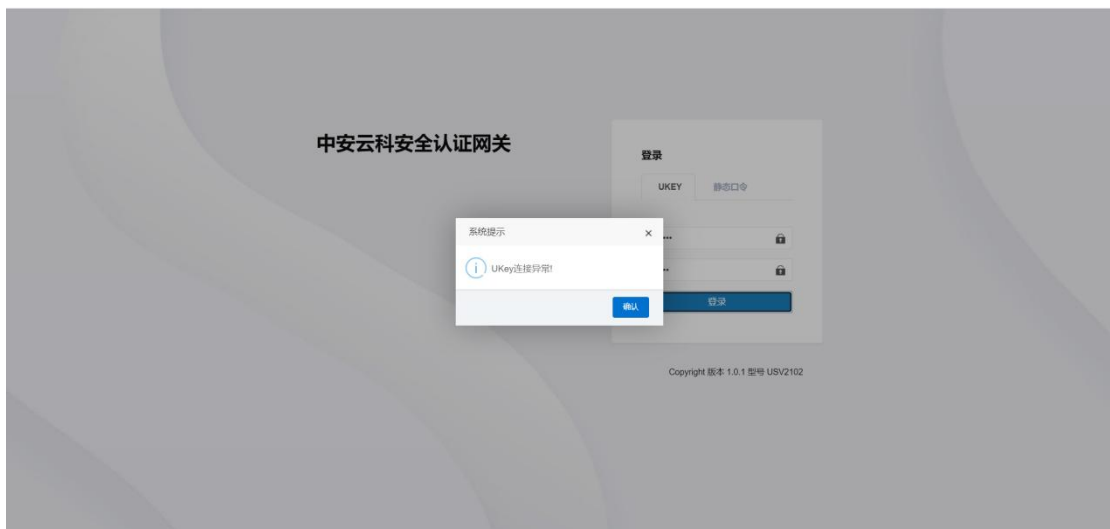 中安云科安全认证网关
登录
UKEY
静态口令
系统提示
UKey连接异常!
确认
登录
Copyright 版本 1.0.1 型号 USV2102